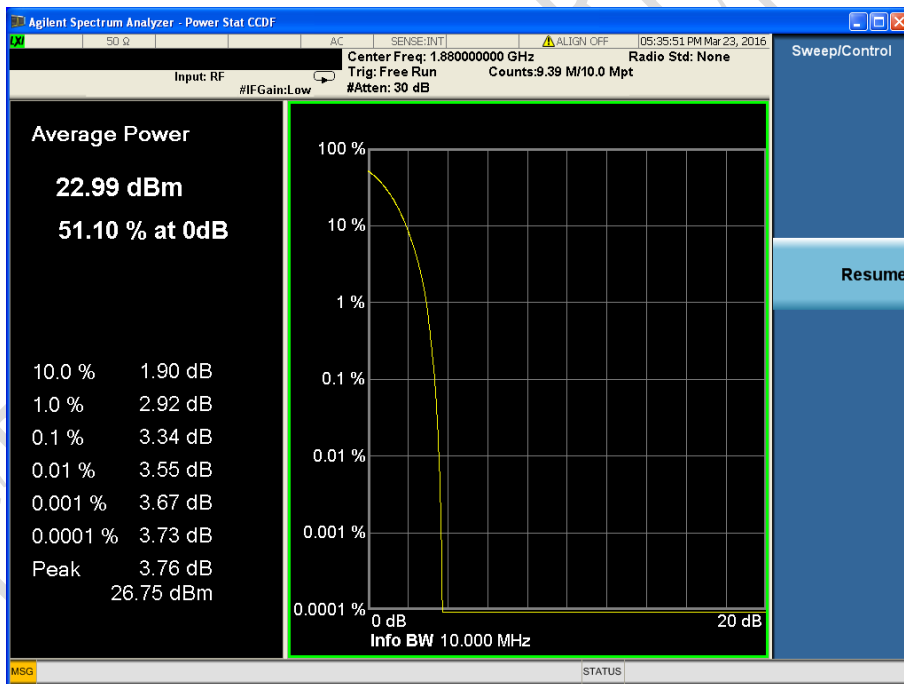 Agilent Spectrum Analyzer - Power Stat CCDF
LXI 50 Ω AC SENSE:INT ALIGN OFF 05:35:51 PM Mar 23, 2016
Center Freq: 1.880000000 GHz Radio Std: None
Input: RF Trig: Free Run Counts:9.39 M/10.0 Mpt
#IFGain:Low #Atten: 30 dB
Sweep/Control
Resume
Average Power
22.99 dBm
51.10 % at 0dB
10.0 % 1.90 dB
1.0 % 2.92 dB
0.1 % 3.34 dB
0.01 % 3.55 dB
0.001 % 3.67 dB
0.0001 % 3.73 dB
Peak 3.76 dB
26.75 dBm
100 %
10 %
1 %
0.1 %
0.01 %
0.001 %
0.0001 %
0 dB 20 dB
Info BW 10.000 MHz
MSG STATUS